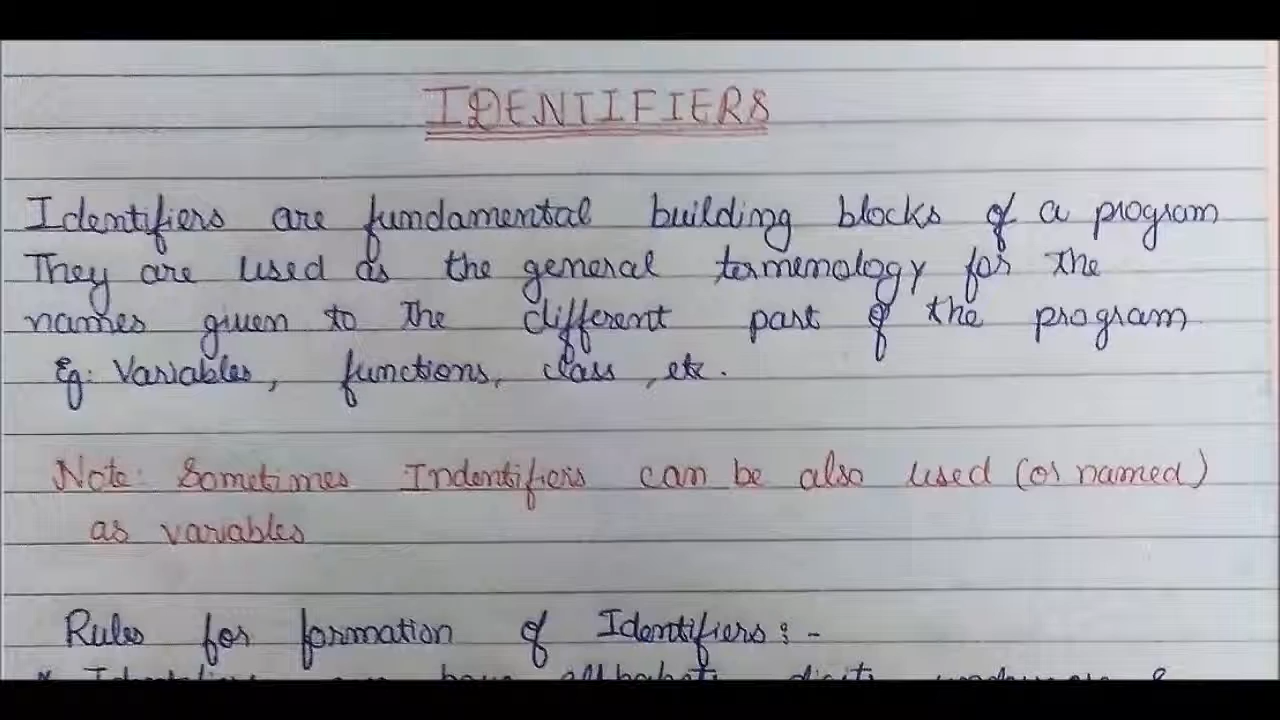 IDENTIFIERS
Identifiers are fundamental building blocks of a program
They are used as the general termenology for the
names given to the different part of the program
Eg: Variables, functions, class, etc.
Note: Sometimes Indentifiers can be also used (or named)
as variables
Rules for formation of Identifiers:-